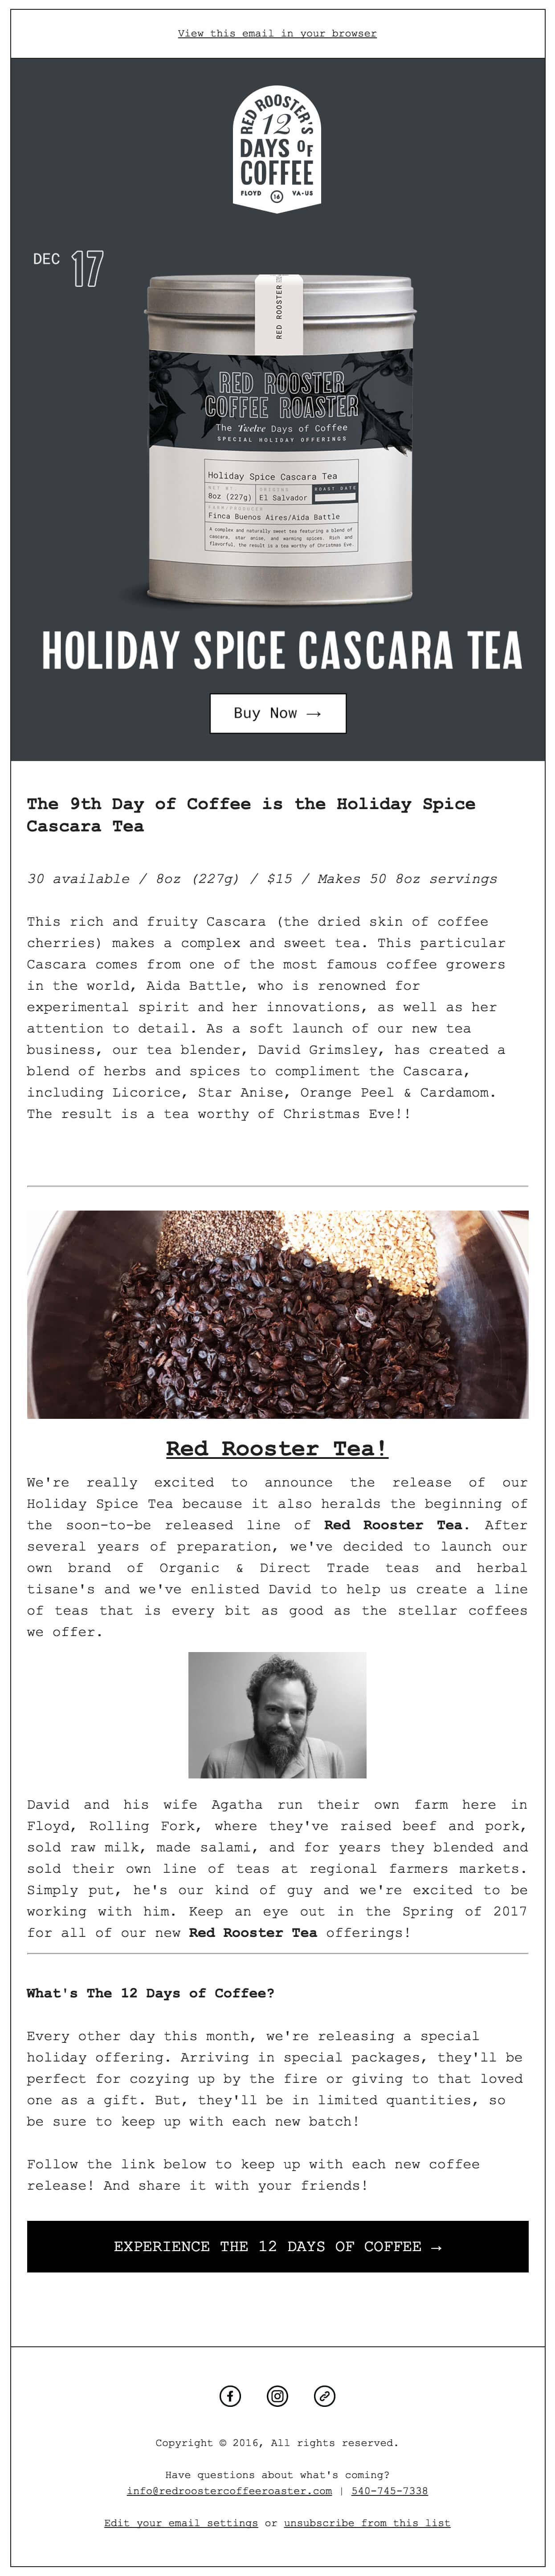 View this email in your browser
RED ROOSTER'S
12
DAYS OF
COFFEE
FLOYD 16 VA-US
DEC 17
RED ROOSTER
RED ROOSTER
COFFEE ROASTER
The Twelve Days of Coffee
SPECIAL HOLIDAY OFFERINGS
Holiday Spice Cascara Tea
NET WT. ORIGINS ROAST DATE
8oz (227g) El Salvador
FARM/PRODUCER
Finca Buenos Aires/Aida Battle
A complex and naturally sweet tea featuring a blend of
cascara, star anise, and warming spices. Rich and
flavorful, the result is a tea worthy of Christmas Eve.
HOLIDAY SPICE CASCARA TEA
Buy Now →
The 9th Day of Coffee is the Holiday Spice
Cascara Tea
30 available / 8oz (227g) / $15 / Makes 50 8oz servings
This rich and fruity Cascara (the dried skin of coffee
cherries) makes a complex and sweet tea. This particular
Cascara comes from one of the most famous coffee growers
in the world, Aida Battle, who is renowned for
experimental spirit and her innovations, as well as her
attention to detail. As a soft launch of our new tea
business, our tea blender, David Grimsley, has created a
blend of herbs and spices to compliment the Cascara,
including Licorice, Star Anise, Orange Peel & Cardamom.
The result is a tea worthy of Christmas Eve!!
Red Rooster Tea!
We're really excited to announce the release of our
Holiday Spice Tea because it also heralds the beginning of
the soon-to-be released line of Red Rooster Tea. After
several years of preparation, we've decided to launch our
own brand of Organic & Direct Trade teas and herbal
tisane's and we've enlisted David to help us create a line
of teas that is every bit as good as the stellar coffees
we offer.
David and his wife Agatha run their own farm here in
Floyd, Rolling Fork, where they've raised beef and pork,
sold raw milk, made salami, and for years they blended and
sold their own line of teas at regional farmers markets.
Simply put, he's our kind of guy and we're excited to be
working with him. Keep an eye out in the Spring of 2017
for all of our new Red Rooster Tea offerings!
What's The 12 Days of Coffee?
Every other day this month, we're releasing a special
holiday offering. Arriving in special packages, they'll be
perfect for cozying up by the fire or giving to that loved
one as a gift. But, they'll be in limited quantities, so
be sure to keep up with each new batch!
Follow the link below to keep up with each new coffee
release! And share it with your friends!
EXPERIENCE THE 12 DAYS OF COFFEE →
Copyright © 2016, All rights reserved.
Have questions about what's coming?
info@redroostercoffeeroaster.com | 540-745-7338
Edit your email settings or unsubscribe from this list